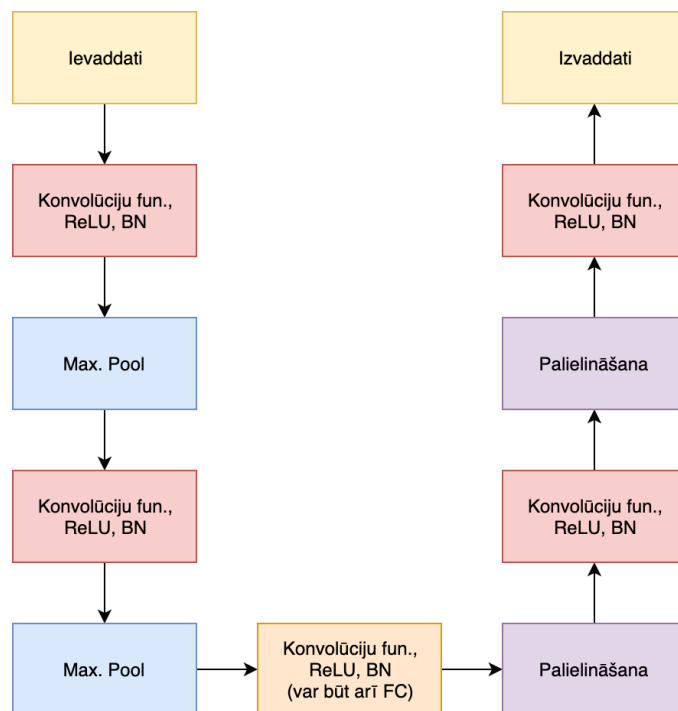 Ievaddati
Konvolūciju fun.,
ReLU, BN
Max. Pool
Konvolūciju fun.,
ReLU, BN
Max. Pool
Konvolūciju fun.,
ReLU, BN
(var būt arī FC)
Palielināšana
Konvolūciju fun.,
ReLU, BN
Palielināšana
Konvolūciju fun.,
ReLU, BN
Izvaddati